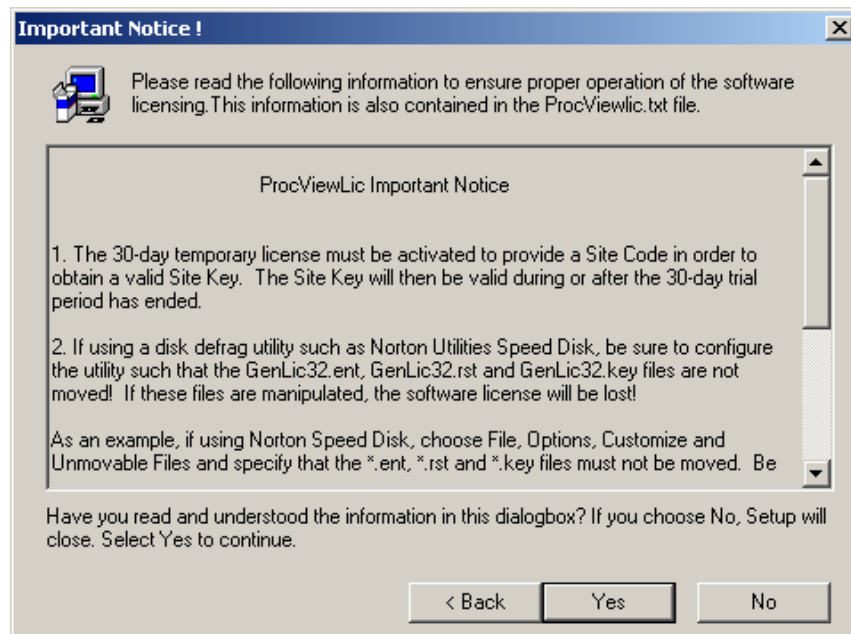 Important Notice !
Please read the following information to ensure proper operation of the software
licensing.This information is also contained in the ProcViewlic.txt file.
ProcViewLic Important Notice
1. The 30-day temporary license must be activated to provide a Site Code in order to
obtain a valid Site Key.  The Site Key will then be valid during or after the 30-day trial
period has ended.
2. If using a disk defrag utility such as Norton Utilities Speed Disk, be sure to configure
the utility such that the GenLic32.ent, GenLic32.rst and GenLic32.key files are not
moved!  If these files are manipulated, the software license will be lost!
As an example, if using Norton Speed Disk, choose File, Options, Customize and
Unmovable Files and specify that the *.ent, *.rst and *.key files must not be moved.  Be
Have you read and understood the information in this dialogbox? If you choose No, Setup will
close. Select Yes to continue.
< Back
Yes
No